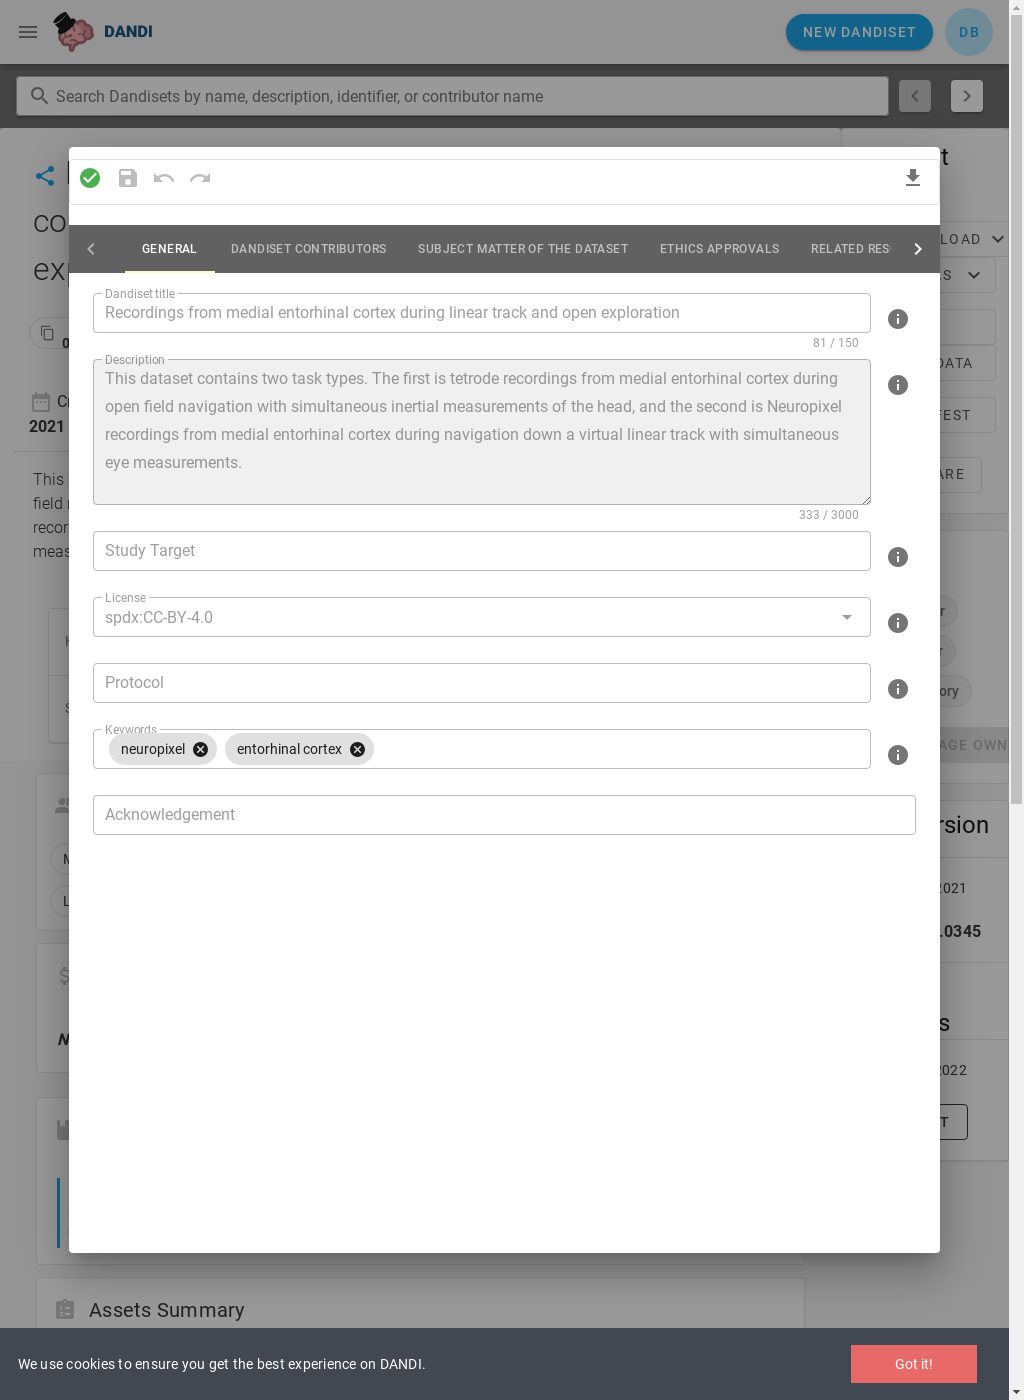 DANDI
NEW DANDISET
DB
Search Dandisets by name, description, identifier, or contributor name
GENERAL
DANDISET CONTRIBUTORS
SUBJECT MATTER OF THE DATASET
ETHICS APPROVALS
RELATED RES
Dandiset title
Recordings from medial entorhinal cortex during linear track and open exploration
81 / 150
Description
This dataset contains two task types. The first is tetrode recordings from medial entorhinal cortex during
open field navigation with simultaneous inertial measurements of the head, and the second is Neuropixel
recordings from medial entorhinal cortex during navigation down a virtual linear track with simultaneous
eye measurements.
333 / 3000
Study Target
License
spdx:CC-BY-4.0
Protocol
Keywords
neuropixel
entorhinal cortex
Acknowledgement
2021
This
field
2021
.0345
2022
Assets Summary
We use cookies to ensure you get the best experience on DANDI.
Got it!